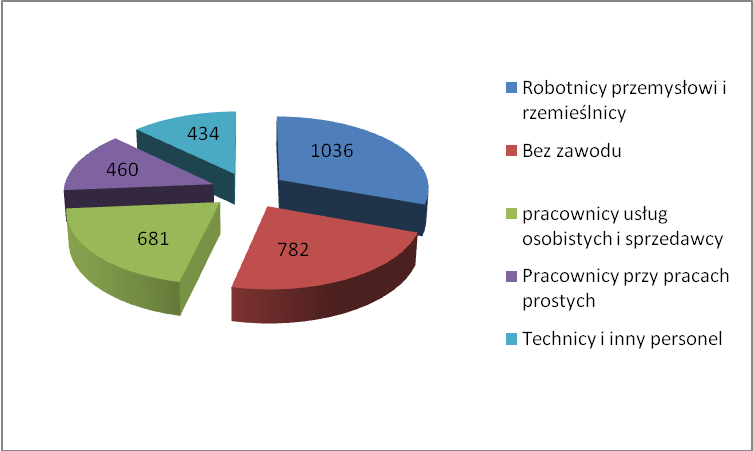 434
1036
460
681
782
Robotnicy przemysłowi i
rzemieślnicy
Bez zawodu
pracownicy usług
osobistych i sprzedawcy
Pracownicy przy pracach
prostych
Technicy i inny personel